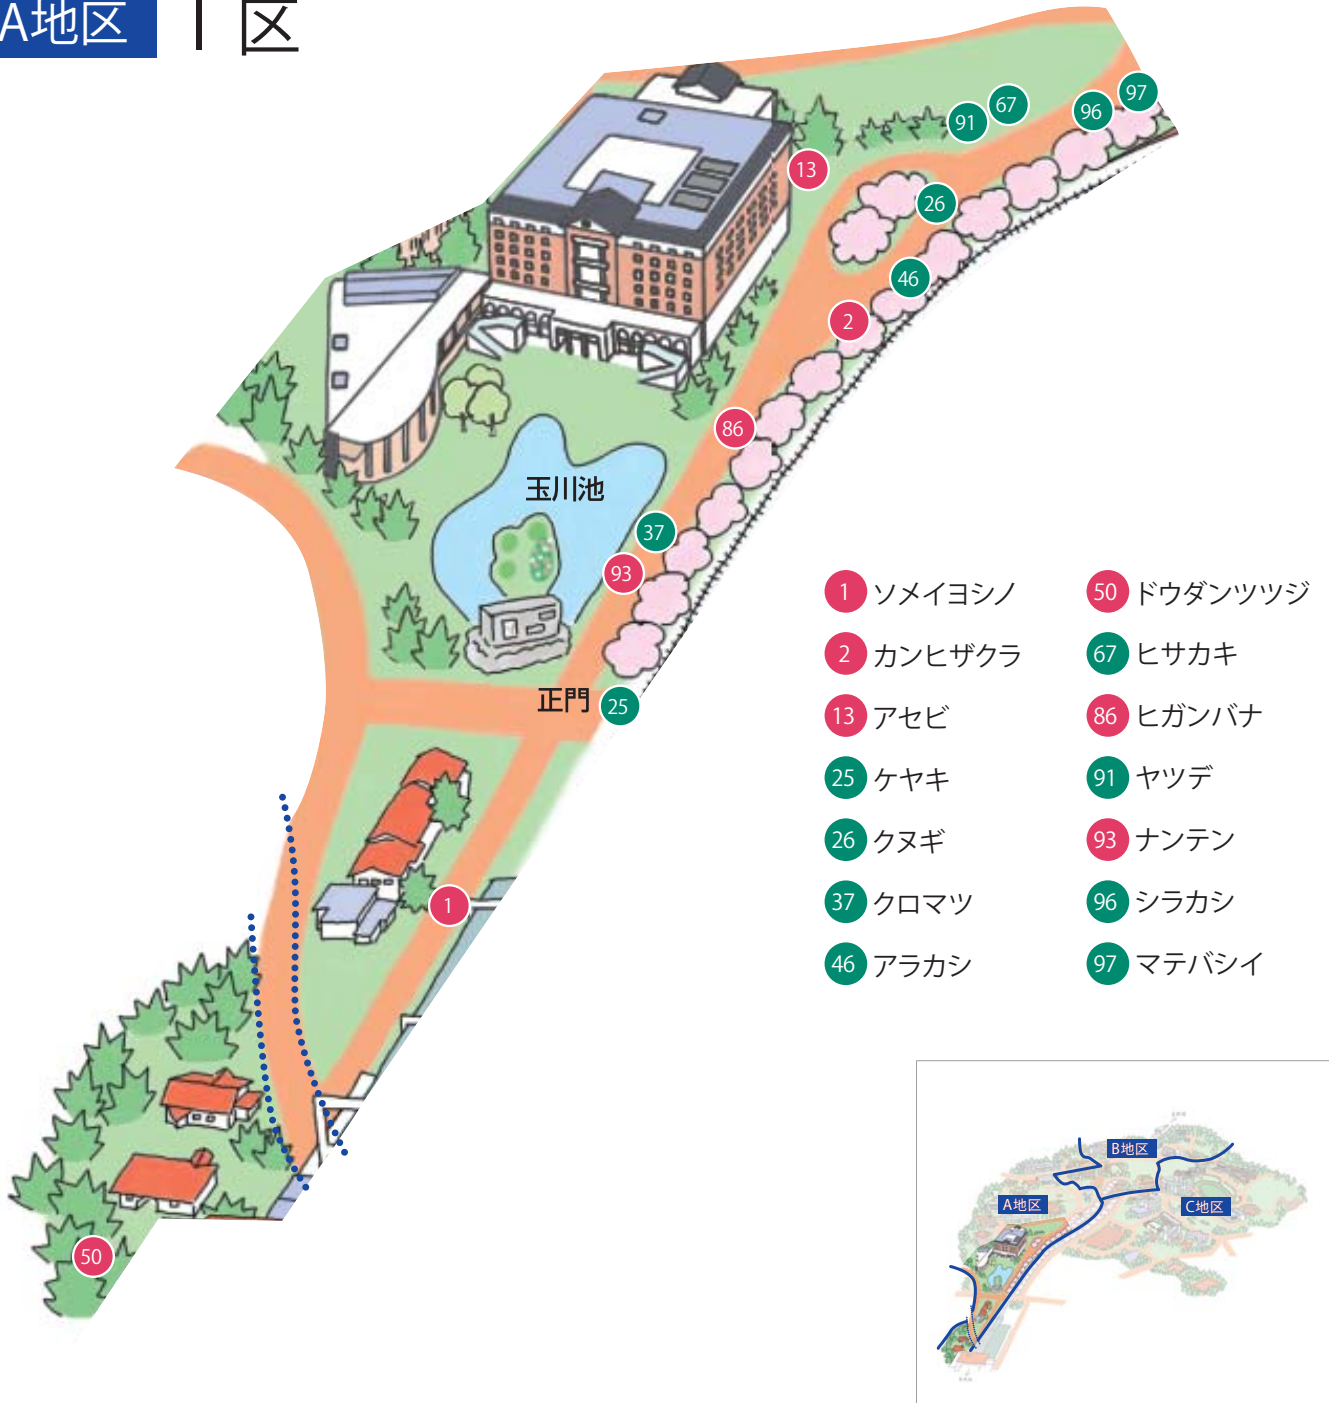 A地区 1区
97
67
96
91
13
26
46
2
86
玉川池
37
93
正門
25
1
50
1 ソメイヨシノ
2 カンヒザクラ
13 アセビ
25 ケヤキ
26 クヌギ
37 クロマツ
46 アラカシ
50 ドウダンツツジ
67 ヒサカキ
86 ヒガンバナ
91 ヤツデ
93 ナンテン
96 シラカシ
97 マテバシイ
B地区
A地区
C地区